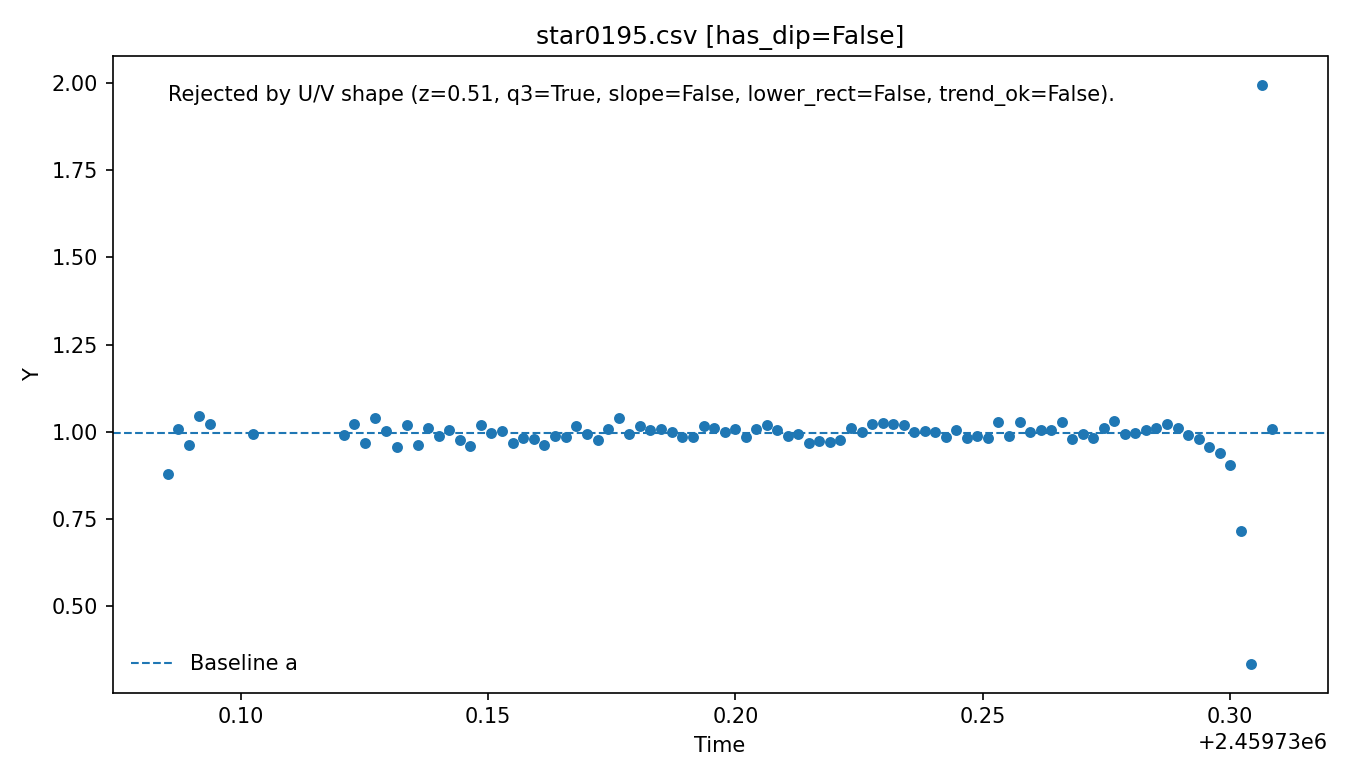 star0195.csv [has_dip=False]
Rejected by U/V shape (z=0.51, q3=True, slope=False, lower_rect=False, trend_ok=False).
2.00
1.75
1.50
1.25
1.00
0.75
0.50
Y
Baseline a
0.10
0.15
0.20
0.25
0.30
Time
+2.45973e6